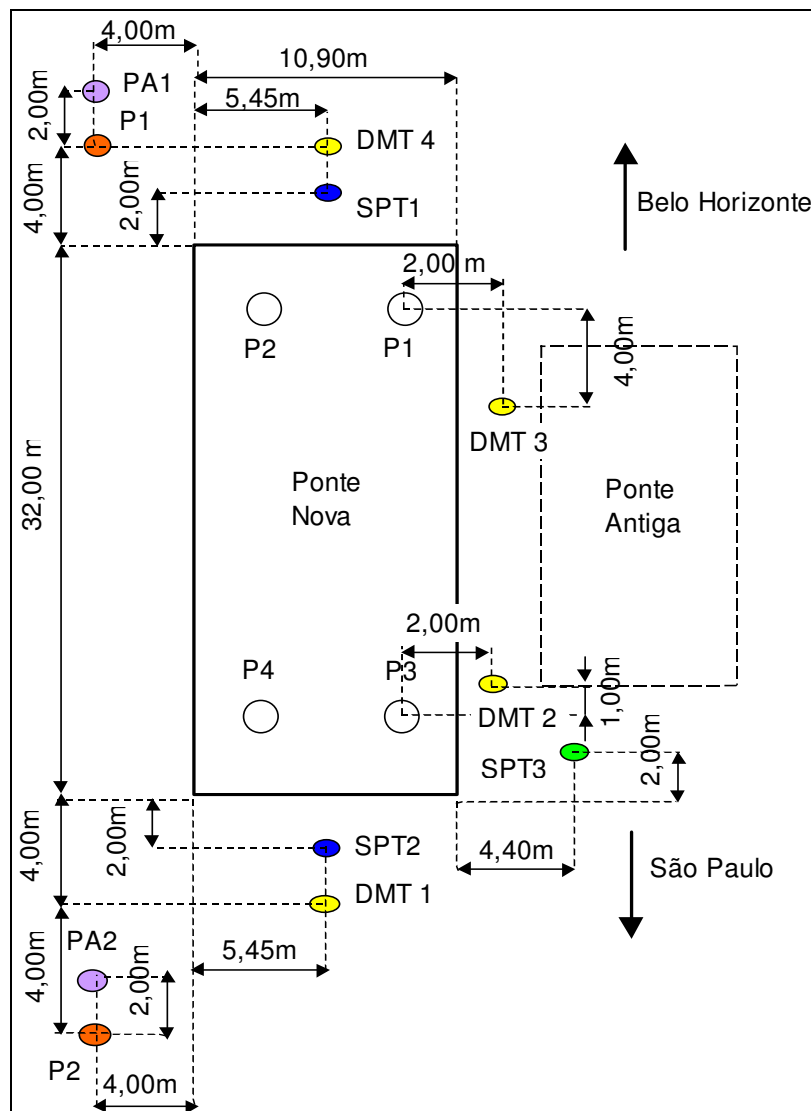 4,00m
10,90m
PA1
5,45m
2,00m
P1
DMT 4
4,00m
2,00m
SPT1
Belo Horizonte
2,00 m
P2
P1
4,00m
DMT 3
32,00 m
Ponte
Nova
Ponte
Antiga
2,00m
P4
P3
1,00m
DMT 2
SPT3
2,00m
4,00m
2,00m
SPT2
4,40m
São Paulo
DMT 1
PA2
5,45m
4,00m
2,00m
P2
4,00m